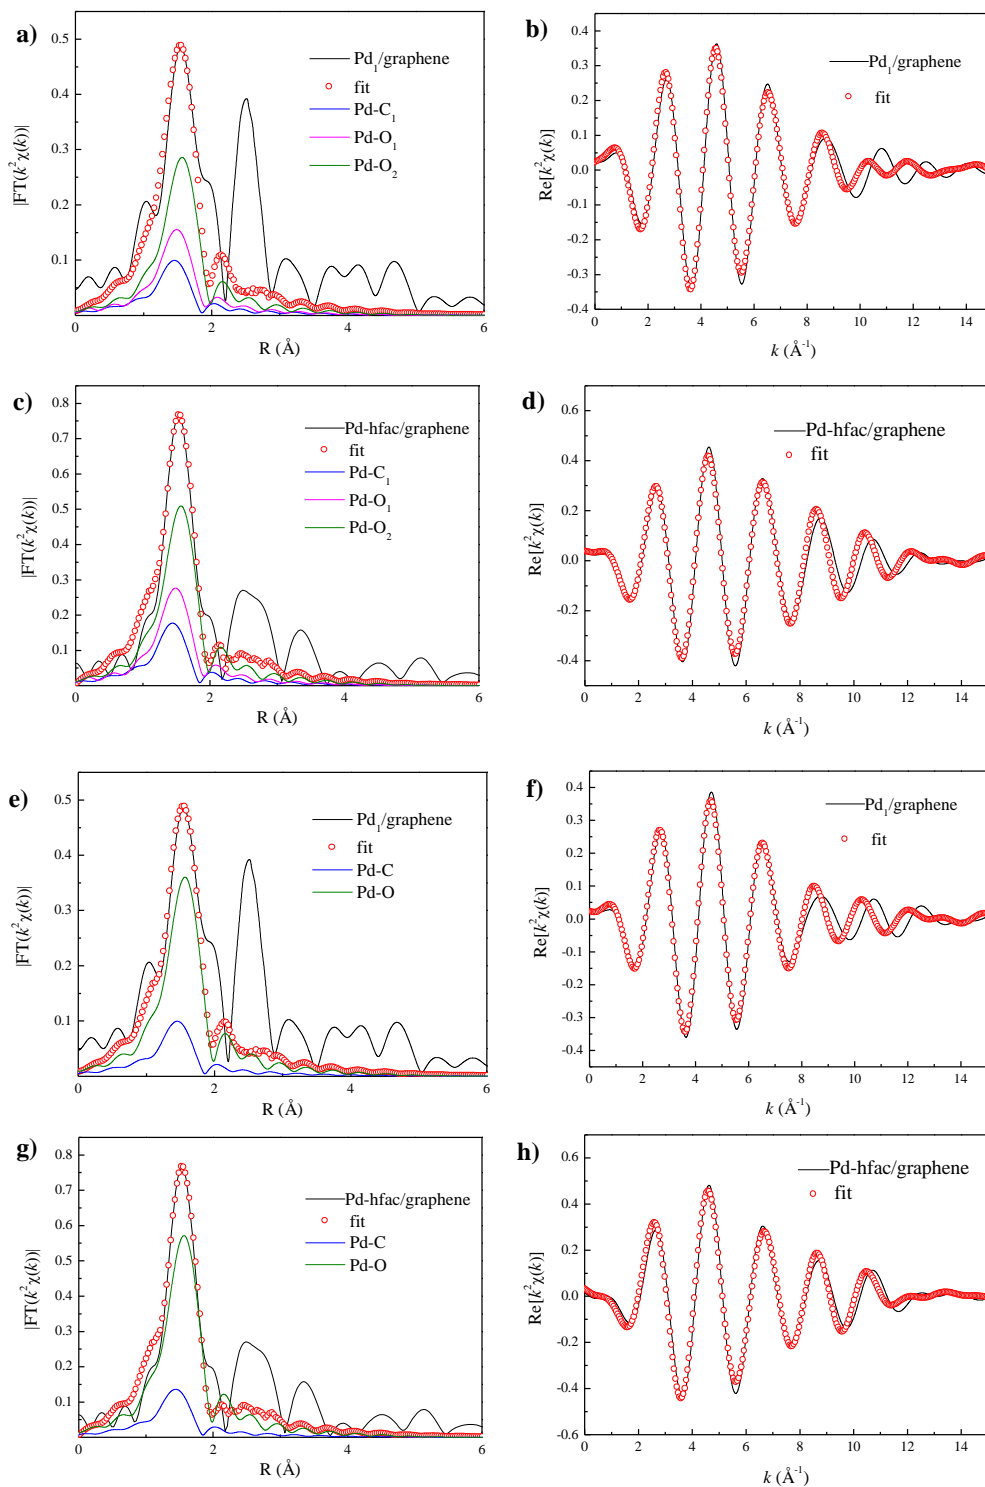 a)
0.5
0.4
0.3
0.2
0.1
|FT(k²χ(k))|
Pd₁/graphene
fit
Pd-C₁
Pd-O₁
Pd-O₂
0 2 4 6
R (Å)
b)
0.4
0.3
0.2
0.1
0.0
-0.1
-0.2
-0.3
-0.4
Re[k²χ(k)]
Pd₁/graphene
fit
0 2 4 6 8 10 12 14
k (Å⁻¹)
c)
0.8
0.7
0.6
0.5
0.4
0.3
0.2
0.1
|FT(k²χ(k))|
Pd-hfac/graphene
fit
Pd-C₁
Pd-O₁
Pd-O₂
0 2 4 6
R (Å)
d)
0.6
0.4
0.2
0.0
-0.2
-0.4
Re[k²χ(k)]
Pd-hfac/graphene
fit
0 2 4 6 8 10 12 14
k (Å⁻¹)
e)
0.5
0.4
0.3
0.2
0.1
|FT(k²χ(k))|
Pd₁/graphene
fit
Pd-C
Pd-O
0 2 4 6
R (Å)
f)
0.4
0.3
0.2
0.1
0.0
-0.1
-0.2
-0.3
-0.4
Re[k²χ(k)]
Pd₁/graphene
fit
0 2 4 6 8 10 12 14
k (Å⁻¹)
g)
0.8
0.7
0.6
0.5
0.4
0.3
0.2
0.1
|FT(k²χ(k))|
Pd-hfac/graphene
fit
Pd-C
Pd-O
0 2 4 6
R (Å)
h)
0.6
0.4
0.2
0.0
-0.2
-0.4
-0.6
Re[k²χ(k)]
Pd-hfac/graphene
fit
0 2 4 6 8 10 12 14
k (Å⁻¹)